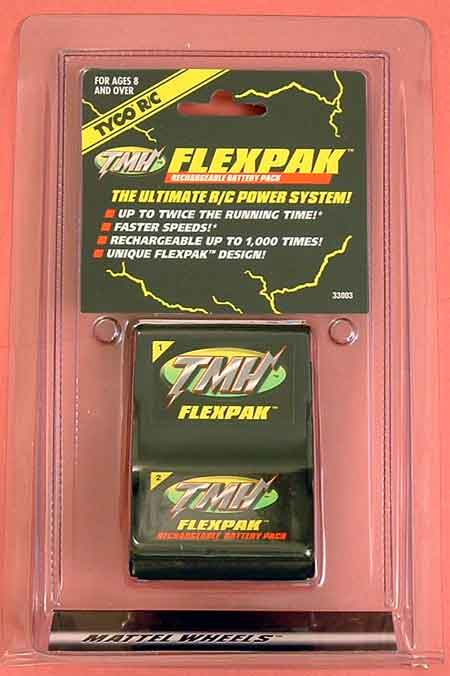 FOR AGES 8
AND OVER
TYCO R/C
TMH FLEXPAK™
RECHARGEABLE BATTERY PACK
THE ULTIMATE R/C POWER SYSTEM!
UP TO TWICE THE RUNNING TIME!*
FASTER SPEEDS!*
RECHARGEABLE UP TO 1,000 TIMES!
UNIQUE FLEXPAK™ DESIGN!
33003
1
TMH
FLEXPAK™
2
TMH
FLEXPAK™
RECHARGEABLE BATTERY PACK
MATTEL WHEELS™